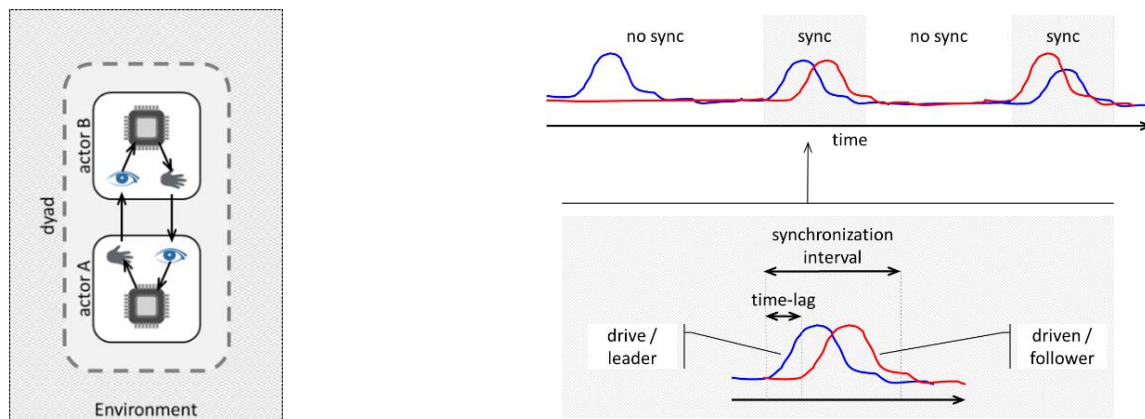 actor B
dyad
actor A
Environment
no sync
sync
no sync
sync
time
synchronization
interval
time-lag
drive /
leader
driven /
follower